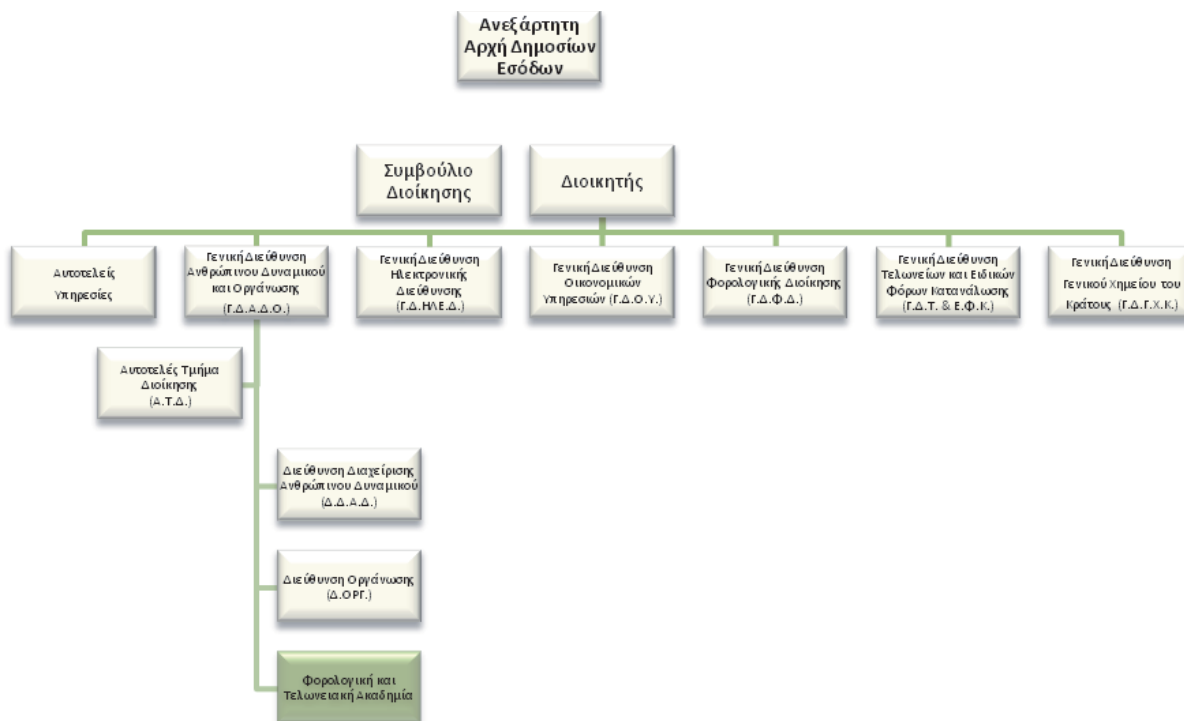 Ανεξάρτητη
Αρχή Δημοσίων
Εσόδων
Συμβούλιο
Διοίκησης
Διοικητής
Αυτοτελείς
Υπηρεσίες
Γενική Διεύθυνση
Ανθρώπινου Δυναμικού
και Οργάνωσης
(Γ.Δ.Α.Δ.Ο.)
Γενική Διεύθυνση
Ηλεκτρονικής
Διεύθυνσης
(Γ.Δ.ΗΛΕ.Δ.)
Γενική Διεύθυνση
Οικονομικών
Υπηρεσιών (Γ.Δ.Ο.Υ.)
Γενική Διεύθυνση
Φορολογικής Διοίκησης
(Γ.Δ.Φ.Δ.)
Γενική Διεύθυνση
Τελωνείων και Ειδικών
Φόρων Κατανάλωσης
(Γ.Δ.Τ. & Ε.Φ.Κ.)
Γενική Διεύθυνση
Γενικού Χημείου του
Κράτους (Γ.Δ.Γ.Χ.Κ.)
Αυτοτελές Τμήμα
Διοίκησης
(Α.Τ.Δ.)
Διεύθυνση Διαχείρισης
Ανθρώπινου Δυναμικού
(Δ.Δ.Α.Δ.)
Διεύθυνση Οργάνωσης
(Δ.ΟΡΓ.)
Φορολογική και
Τελωνειακή Ακαδημία